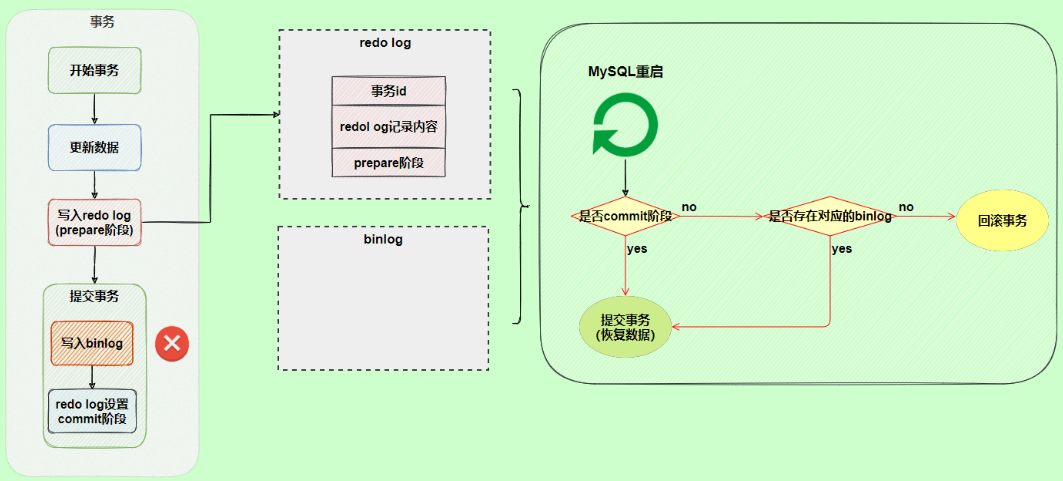 事务
开始事务
更新数据
写入redo log
(prepare阶段)
提交事务
写入binlog
redo log设置
commit阶段
redo log
事务id
redol og记录内容
prepare阶段
binlog
MySQL重启
是否commit阶段
no
是否存在对应的binlog
no
回滚事务
yes
yes
提交事务
(恢复数据)